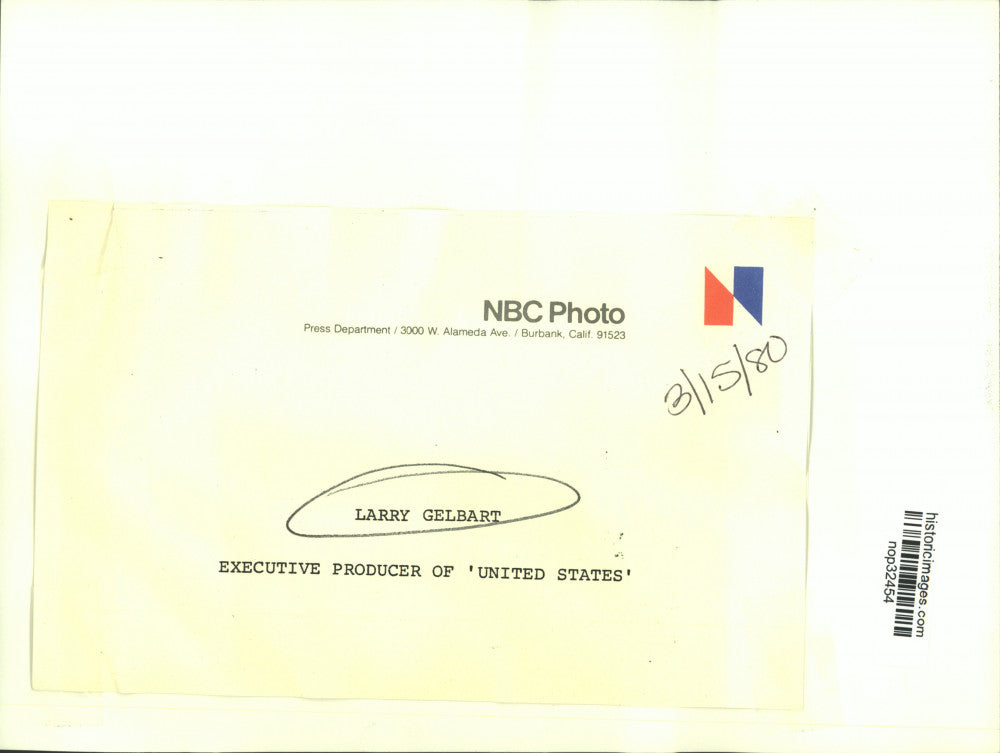 NBC Photo
Press Department / 3000 W. Alameda Ave. / Burbank, Calif. 91523
3/15/80
LARRY GELBART
EXECUTIVE PRODUCER OF 'UNITED STATES'
historicimages.com
nop32454